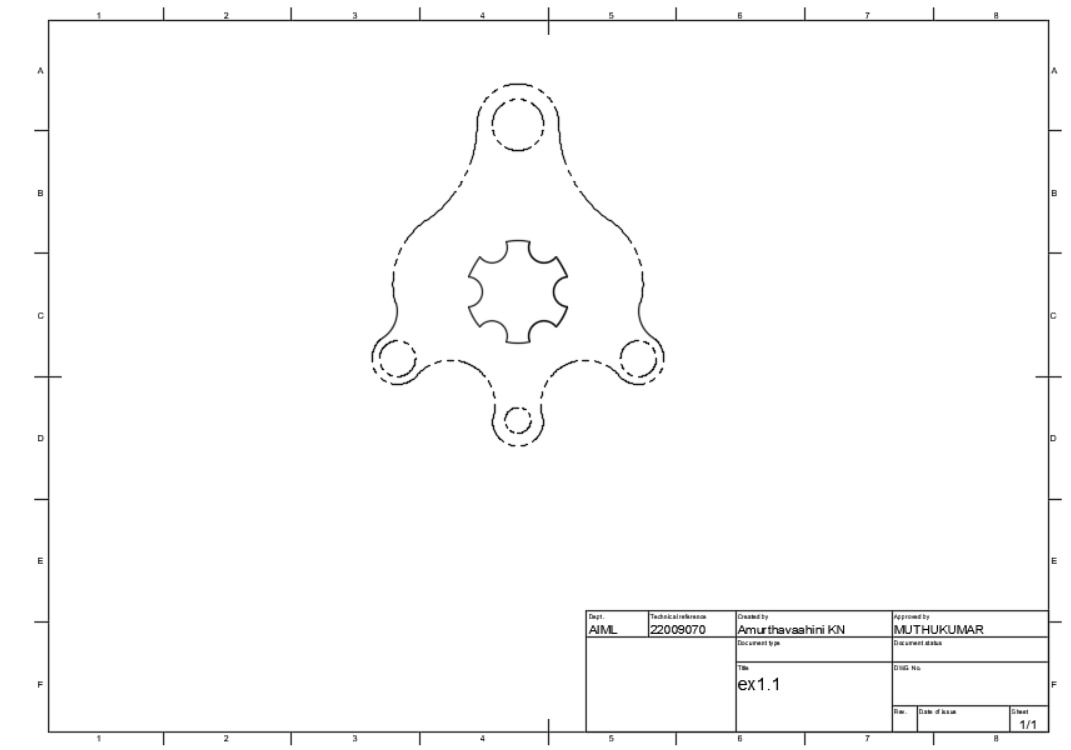 1 2 3 4 5 6 7 8
A A
B B
C C
D D
E E
F F
Dept. Technical reference Created by Approved by
AIML 22009070 Amurthavaahini KN MUTHUKUMAR
Document type Document status
Title DWG No.
ex1.1
Rev. Date of issue Sheet
1/1
1 2 3 4 5 6 7 8